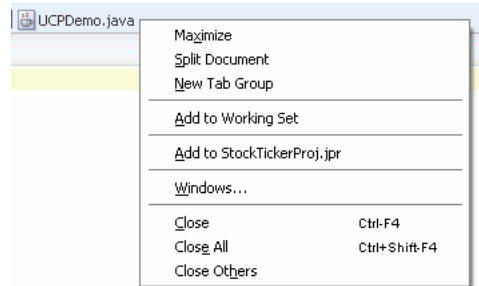 UCPDemo.java
Maximize
Split Document
New Tab Group
Add to Working Set
Add to StockTickerProj.jpr
Windows...
Close Ctrl-F4
Close All Ctrl+Shift-F4
Close Others